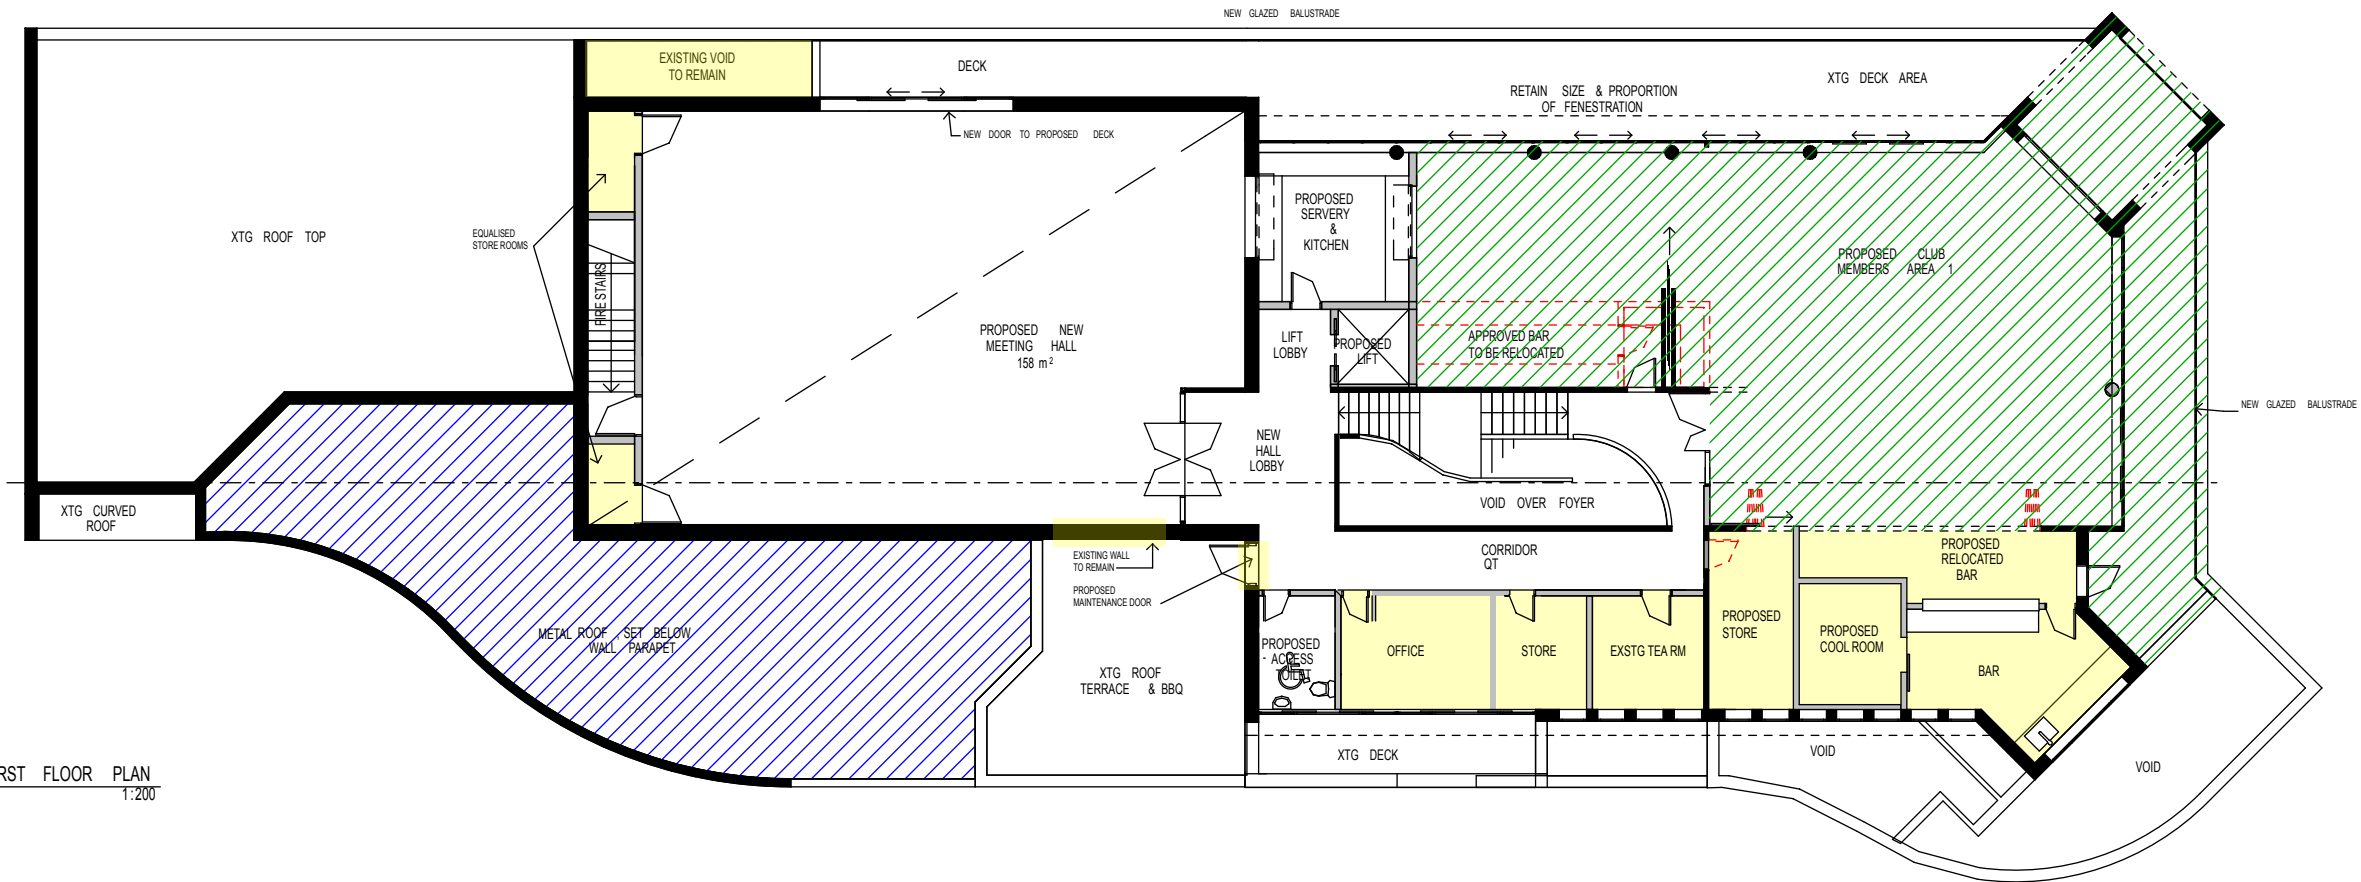 NEW GLAZED BALUSTRADE
EXISTING VOID
TO REMAIN
DECK
XTG DECK AREA
RETAIN SIZE & PROPORTION
OF FENESTRATION
NEW DOOR TO PROPOSED DECK
PROPOSED
SERVERY
&
KITCHEN
XTG ROOF TOP
EQUALISED
STORE ROOMS
PROPOSED CLUB
MEMBERS AREA 1
FIRE STAIRS
PROPOSED NEW
MEETING HALL
158 m²
LIFT
LOBBY
PROPOSED
LIFT
APPROVED BAR
TO BE RELOCATED
NEW GLAZED BALUSTRADE
NEW
HALL
LOBBY
VOID OVER FOYER
XTG CURVED
ROOF
EXISTING WALL
TO REMAIN
PROPOSED
MAINTENANCE DOOR
CORRIDOR
QT
PROPOSED
RELOCATED
BAR
METAL ROOF , SET BELOW
WALL PARAPET
PROPOSED
- ACCESS
TOILET
OFFICE
STORE
EXSTG TEA RM
PROPOSED
STORE
PROPOSED
COOL ROOM
BAR
XTG ROOF
TERRACE & BBQ
XTG DECK
VOID
VOID
RST FLOOR PLAN
1:200